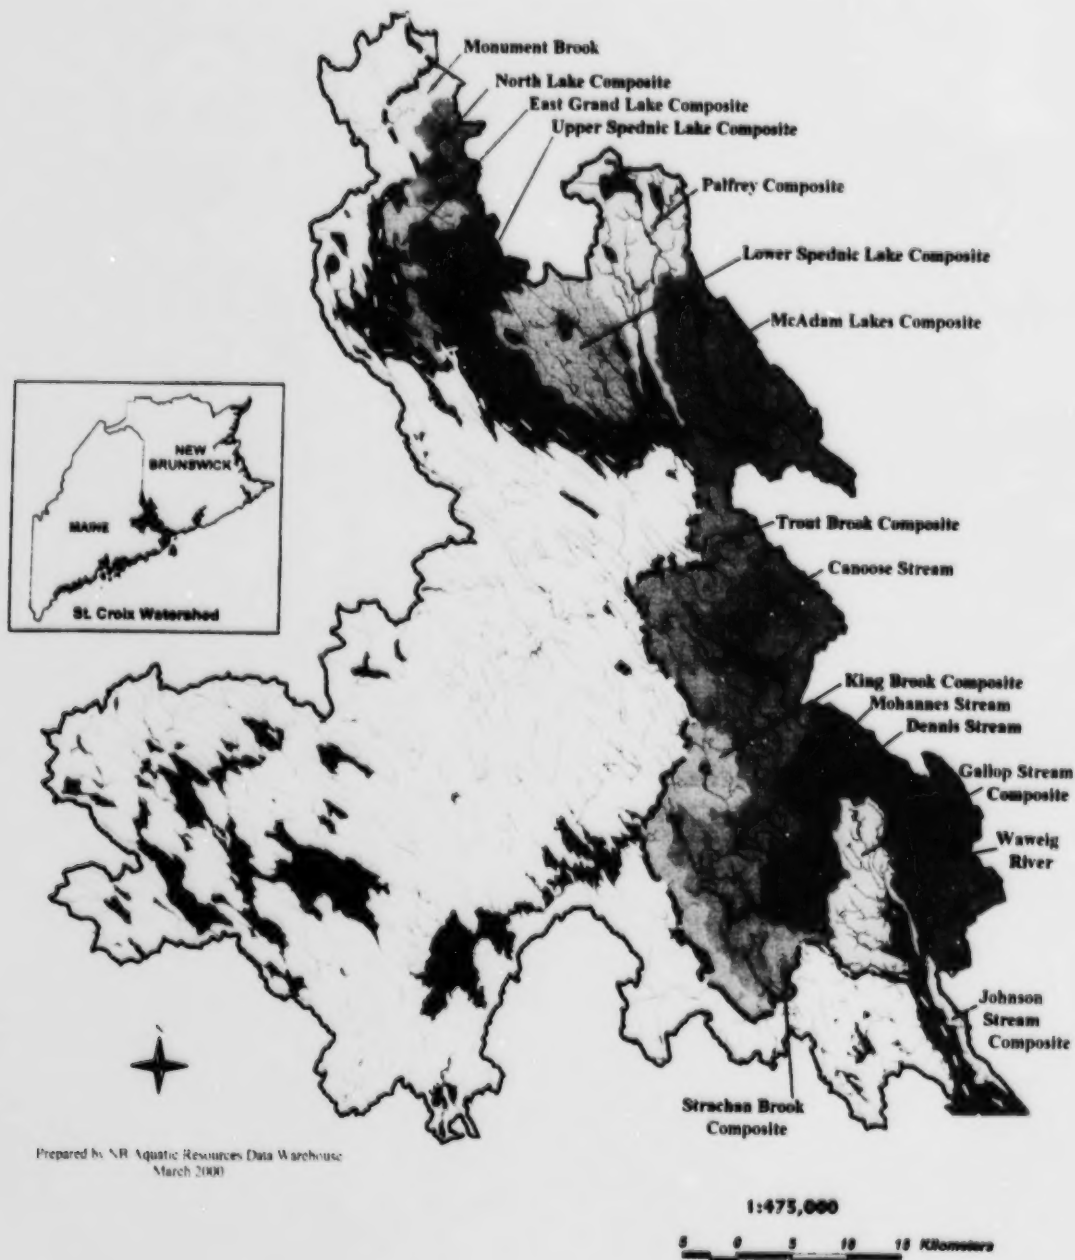 Monument Brook
North Lake Composite
East Grand Lake Composite
Upper Spednic Lake Composite
Palfrey Composite
Lower Spednic Lake Composite
McAdam Lakes Composite
NEW
BRUNSWICK
MAINE
St. Croix Watershed
Trout Brook Composite
Canoose Stream
King Brook Composite
Mohannes Stream
Dennis Stream
Gallop Stream
Composite
Waweig
River
Johnson
Stream
Composite
Strachan Brook
Composite
Prepared by NB Aquatic Resources Data Warehouse
March 2000
1:475,000
5 0 5 10 15 Kilometers